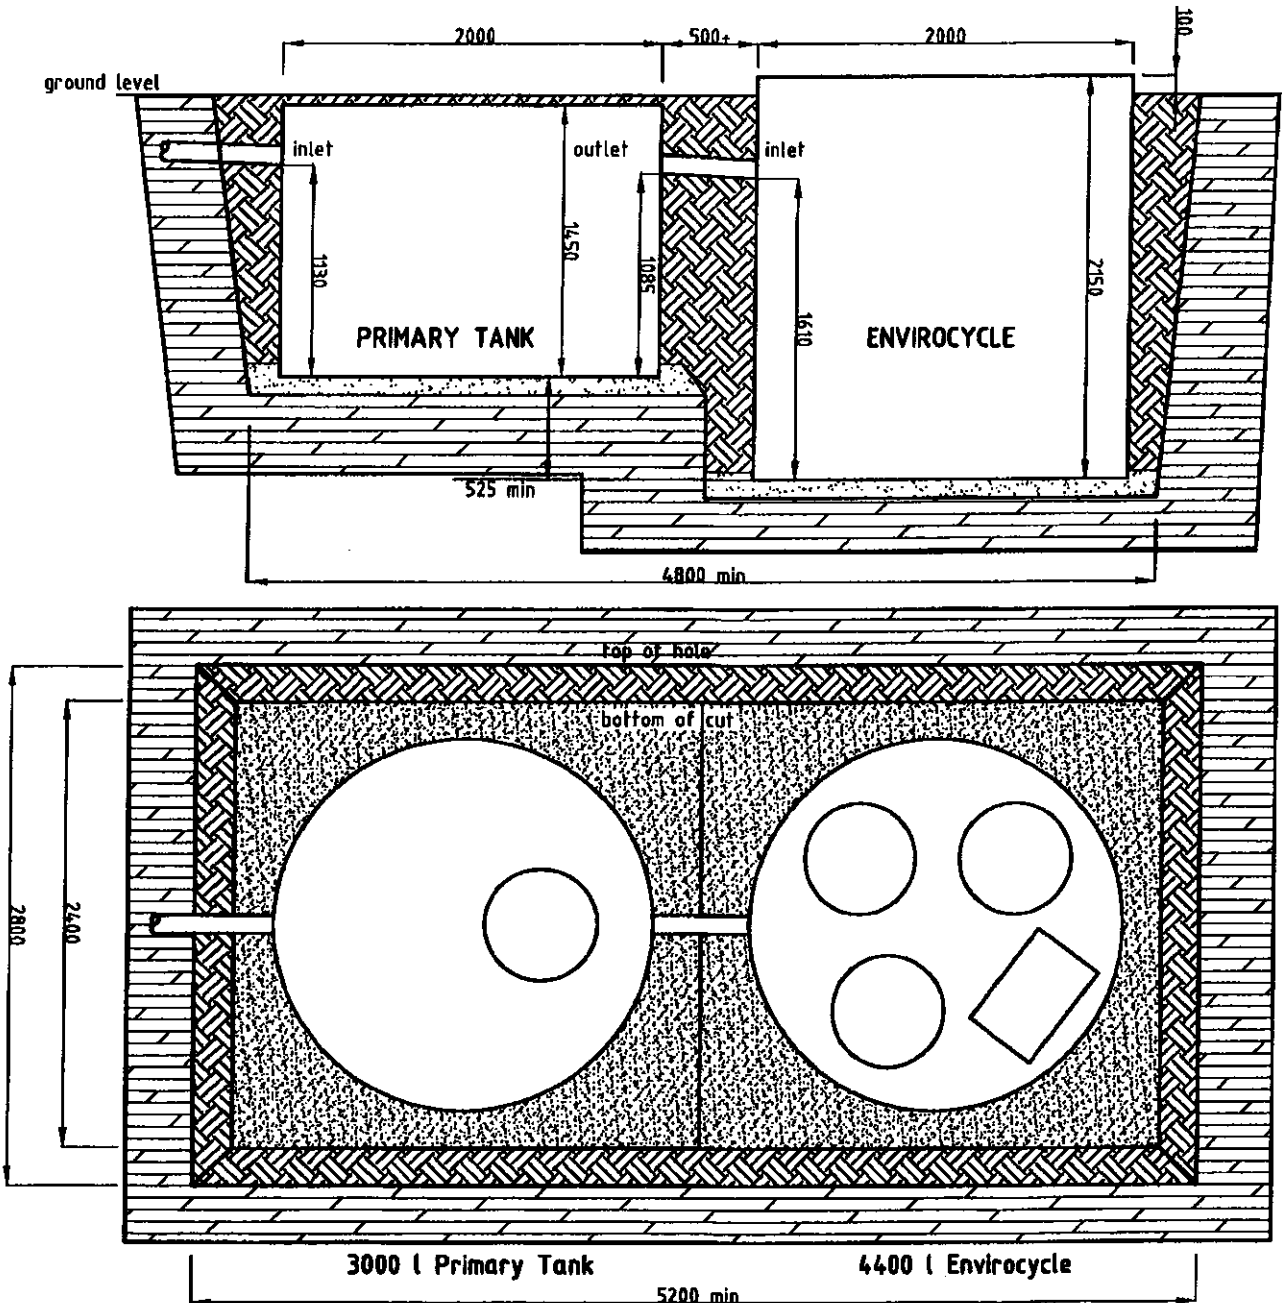 2000
500+
2000
100
ground level
inlet
outlet
inlet
1130
1450
1085
1610
2150
PRIMARY TANK
ENVIROCYCLE
525 min
4800 min
top of hole
bottom of cut
2800
2400
3000 l Primary Tank
4400 l Envirocycle
5200 min